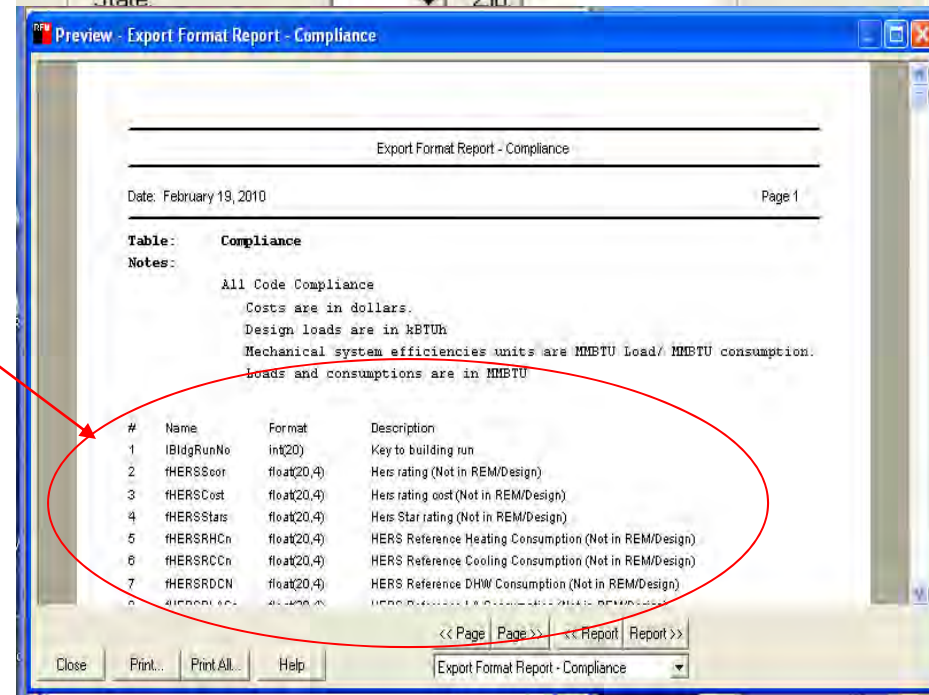 State: Zip:
REM Preview - Export Format Report - Compliance
Export Format Report - Compliance
Date: February 19, 2010 Page 1
Table: Compliance
Notes:
All Code Compliance
Costs are in dollars.
Design loads are in kBTUh
Mechanical system efficiencies units are MMBTU Load/ MMBTU consumption.
Loads and consumptions are in MMBTU
# Name Format Description
1 lBldgRunNo int(20) Key to building run
2 fHERSScor float(20,4) Hers rating (Not in REM/Design)
3 fHERSCost float(20,4) Hers rating cost (Not in REM/Design)
4 fHERSStars float(20,4) Hers Star rating (Not in REM/Design)
5 fHERSRHCn float(20,4) HERS Reference Heating Consumption (Not in REM/Design)
6 fHERSRCCn float(20,4) HERS Reference Cooling Consumption (Not in REM/Design)
7 fHERSRDCN float(20,4) HERS Reference DHW Consumption (Not in REM/Design)
<< Page Page >> << Report Report >>
Close Print... Print All... Help Export Format Report - Compliance